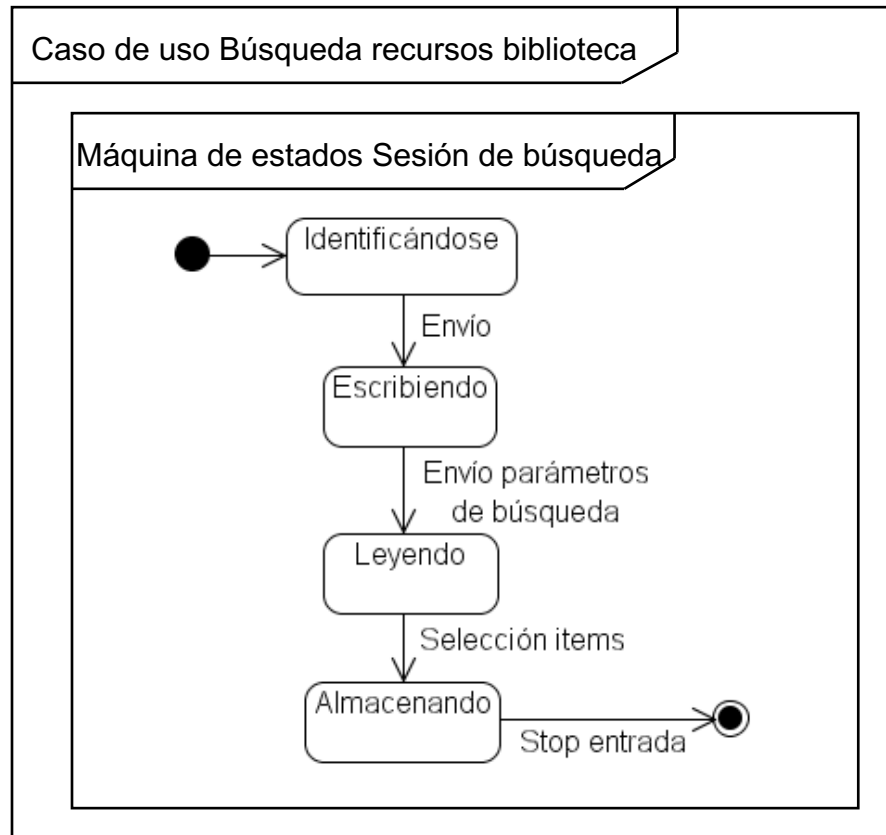 Caso de uso Búsqueda recursos biblioteca
Máquina de estados Sesión de búsqueda
Identificándose
Envío
Escribiendo
Envío parámetros
de búsqueda
Leyendo
Selección items
Almacenando
Stop entrada